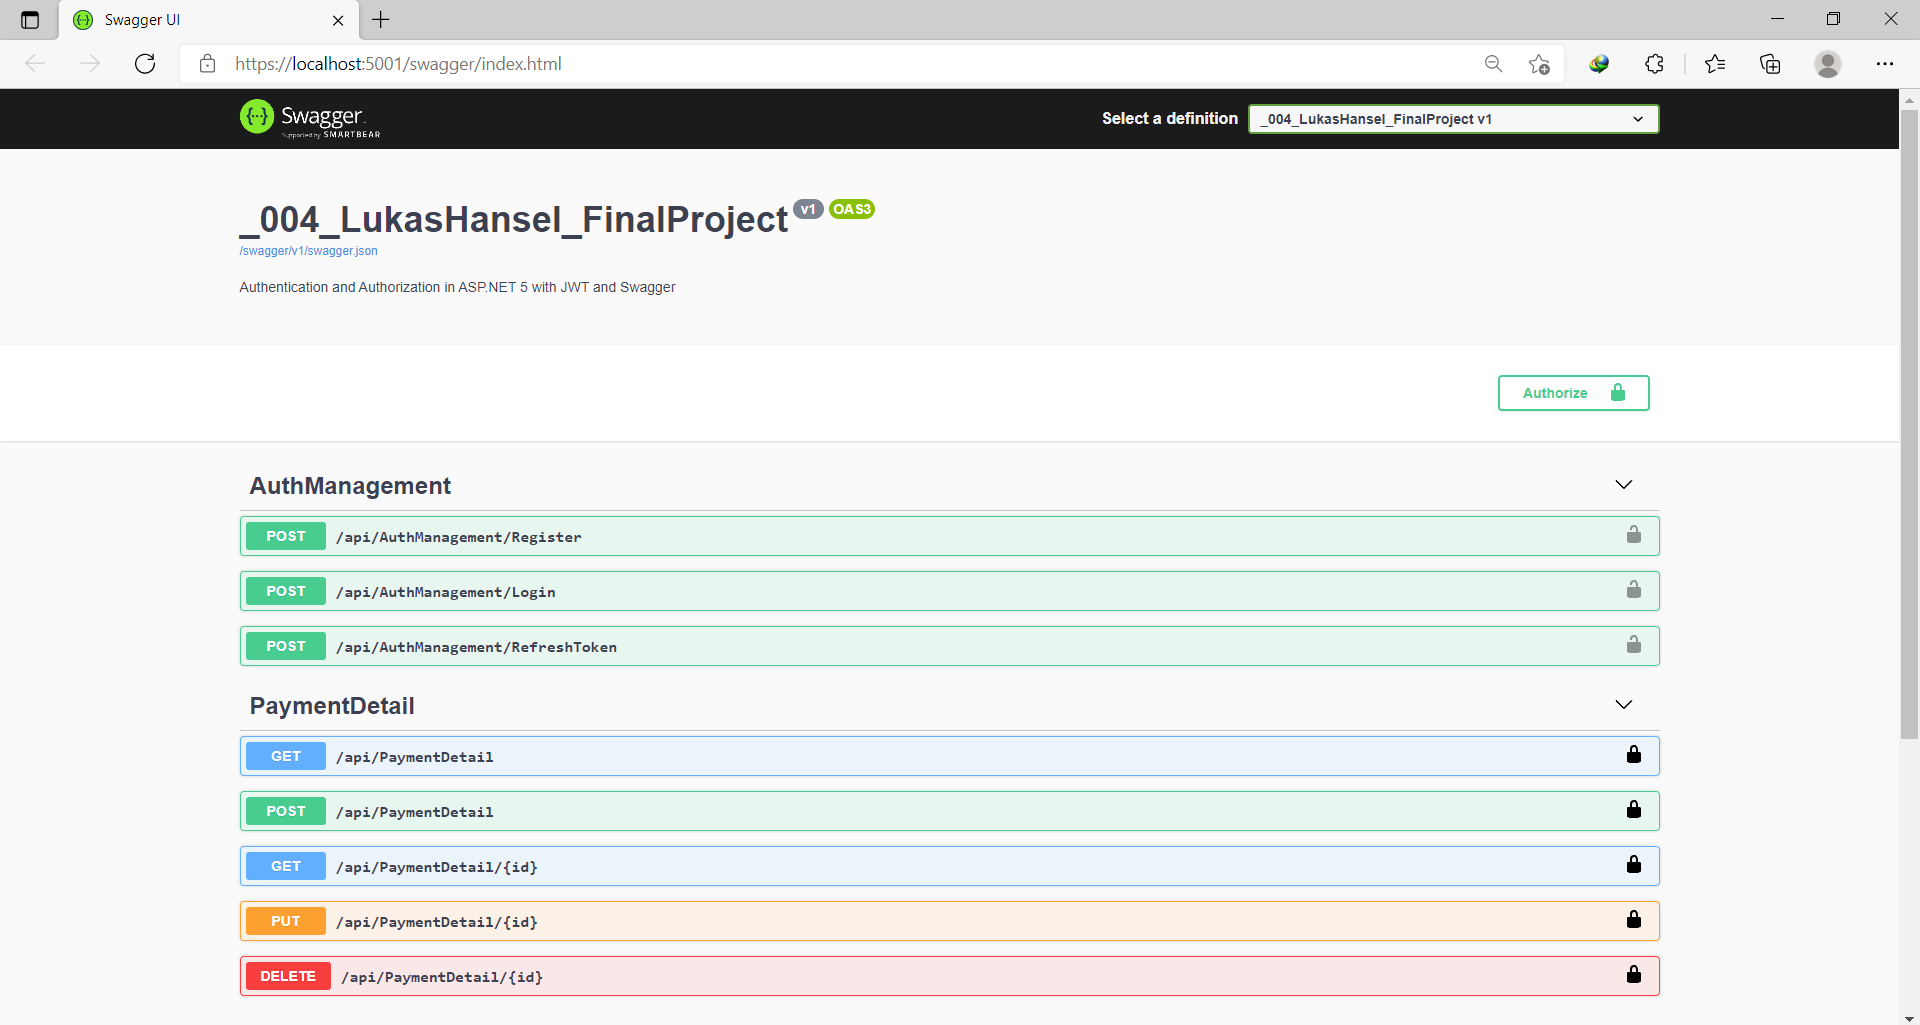 Swagger UI
https://localhost:5001/swagger/index.html
Swagger.
Supported by SMARTBEAR
Select a definition
_004_LukasHansel_FinalProject v1
_004_LukasHansel_FinalProject v1 OAS3
/swagger/v1/swagger.json
Authentication and Authorization in ASP.NET 5 with JWT and Swagger
Authorize
AuthManagement
POST /api/AuthManagement/Register
POST /api/AuthManagement/Login
POST /api/AuthManagement/RefreshToken
PaymentDetail
GET /api/PaymentDetail
POST /api/PaymentDetail
GET /api/PaymentDetail/{id}
PUT /api/PaymentDetail/{id}
DELETE /api/PaymentDetail/{id}